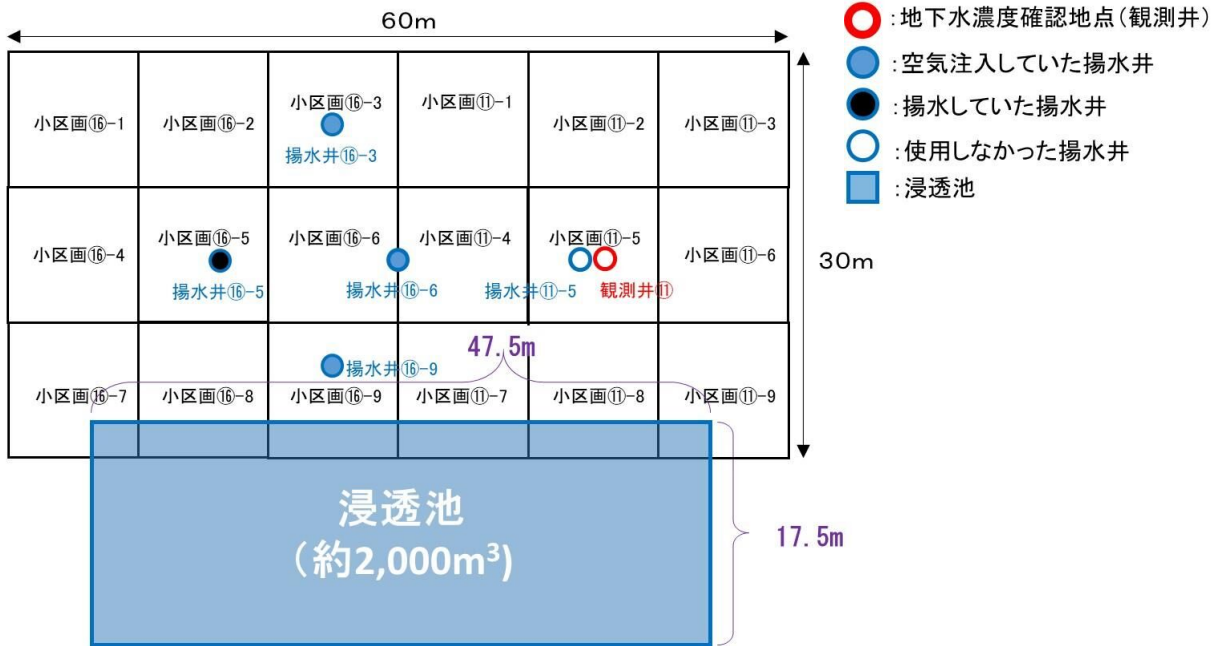 60m
:地下水濃度確認地点(観測井)
:空気注入していた揚水井
:揚水していた揚水井
:使用しなかった揚水井
:浸透池
小区画⑯-1
小区画⑯-2
小区画⑯-3
揚水井⑯-3
小区画⑪-1
小区画⑪-2
小区画⑪-3
小区画⑯-4
小区画⑯-5
揚水井⑯-5
小区画⑯-6
揚水井⑯-6
小区画⑪-4
小区画⑪-5
揚水井⑪-5
観測井⑪
小区画⑪-6
30m
47.5m
揚水井⑯-9
小区画⑯-7
小区画⑯-8
小区画⑯-9
小区画⑪-7
小区画⑪-8
小区画⑪-9
浸透池
(約2,000m³)
17.5m